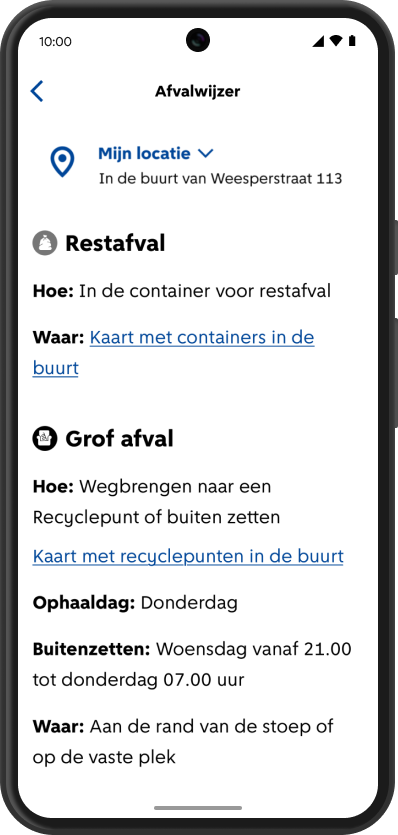 10:00
Afvalwijzer
Mijn locatie
In de buurt van Weesperstraat 113
Restafval
Hoe: In de container voor restafval
Waar: Kaart met containers in de
buurt
Grof afval
Hoe: Wegbrengen naar een
Recyclepunt of buiten zetten
Kaart met recyclepunten in de buurt
Ophaaldag: Donderdag
Buitenzetten: Woensdag vanaf 21.00
tot donderdag 07.00 uur
Waar: Aan de rand van de stoep of
op de vaste plek